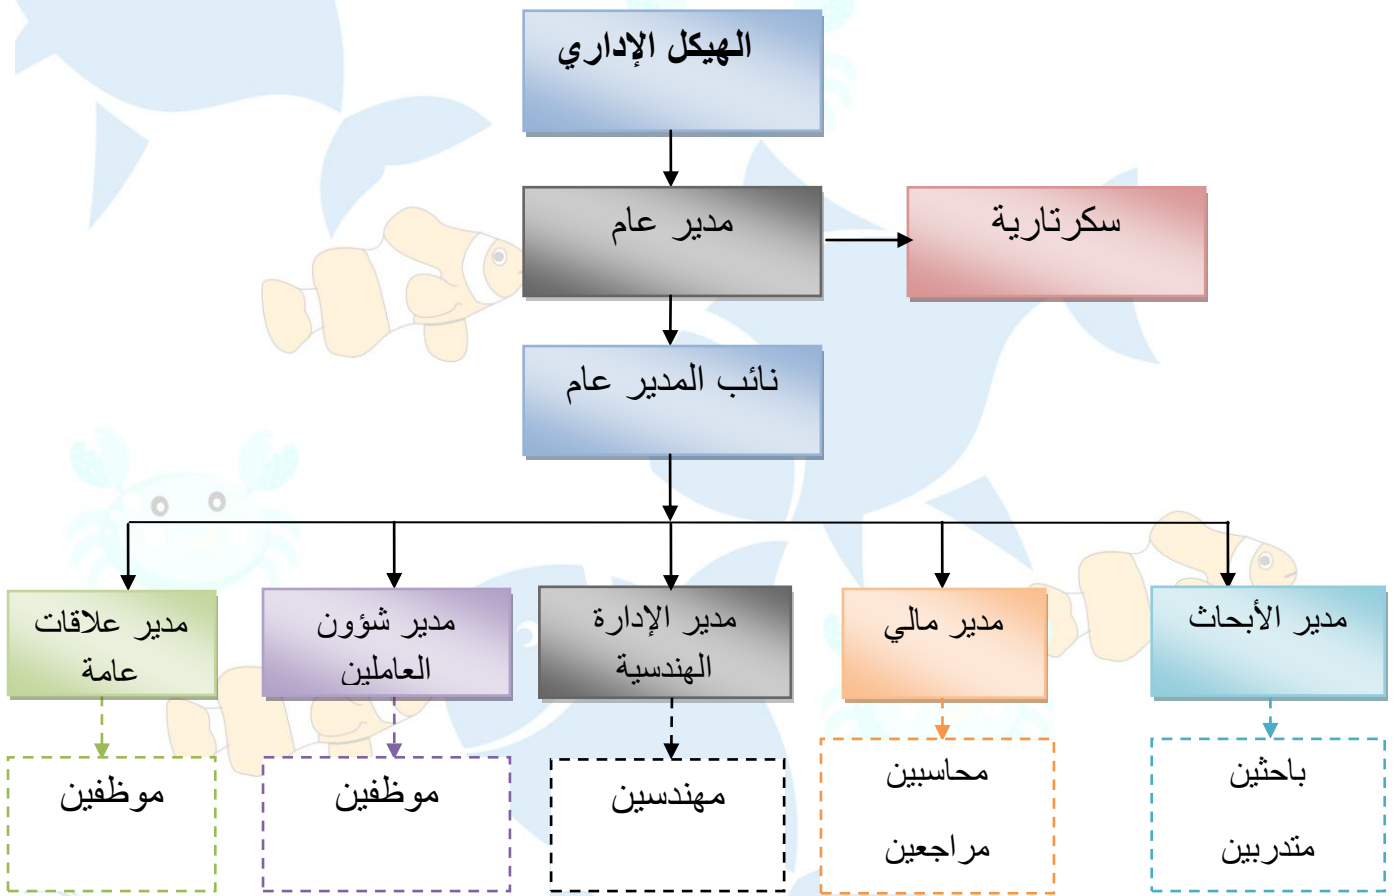 الهيكل الإداري
مدير عام
سكرتارية
نائب المدير عام
مدير الأبحاث
مدير مالي
مدير الإدارة
الهندسية
مدير شؤون
العاملين
مدير علاقات
عامة
باحثين
متدربين
محاسبين
مراجعين
مهندسين
موظفين
موظفين